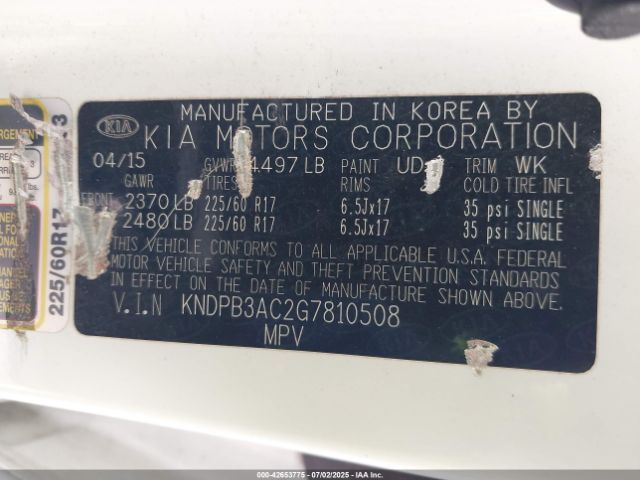 MANUFACTURED IN KOREA BY
KIA KIA MOTORS CORPORATION
04/15 GVWR 4497 LB PAINT UD TRIM WK
GAWR TIRES RIMS COLD TIRE INFL
FRONT 2370 LB 225/60 R17 6.5Jx17 35 psi SINGLE
2480 LB 225/60 R17 6.5Jx17 35 psi SINGLE
THIS VEHICLE CONFORMS TO ALL APPLICABLE U.S.A. FEDERAL
MOTOR VEHICLE SAFETY AND THEFT PREVENTION STANDARDS
IN EFFECT ON THE DATE OF MANUFACTURE SHOWN ABOVE.
V.I.N KNDPB3AC2G7810508
MPV
225/60R17
000-42653775 - 07/02/2025 - Copyright IAA, LLC